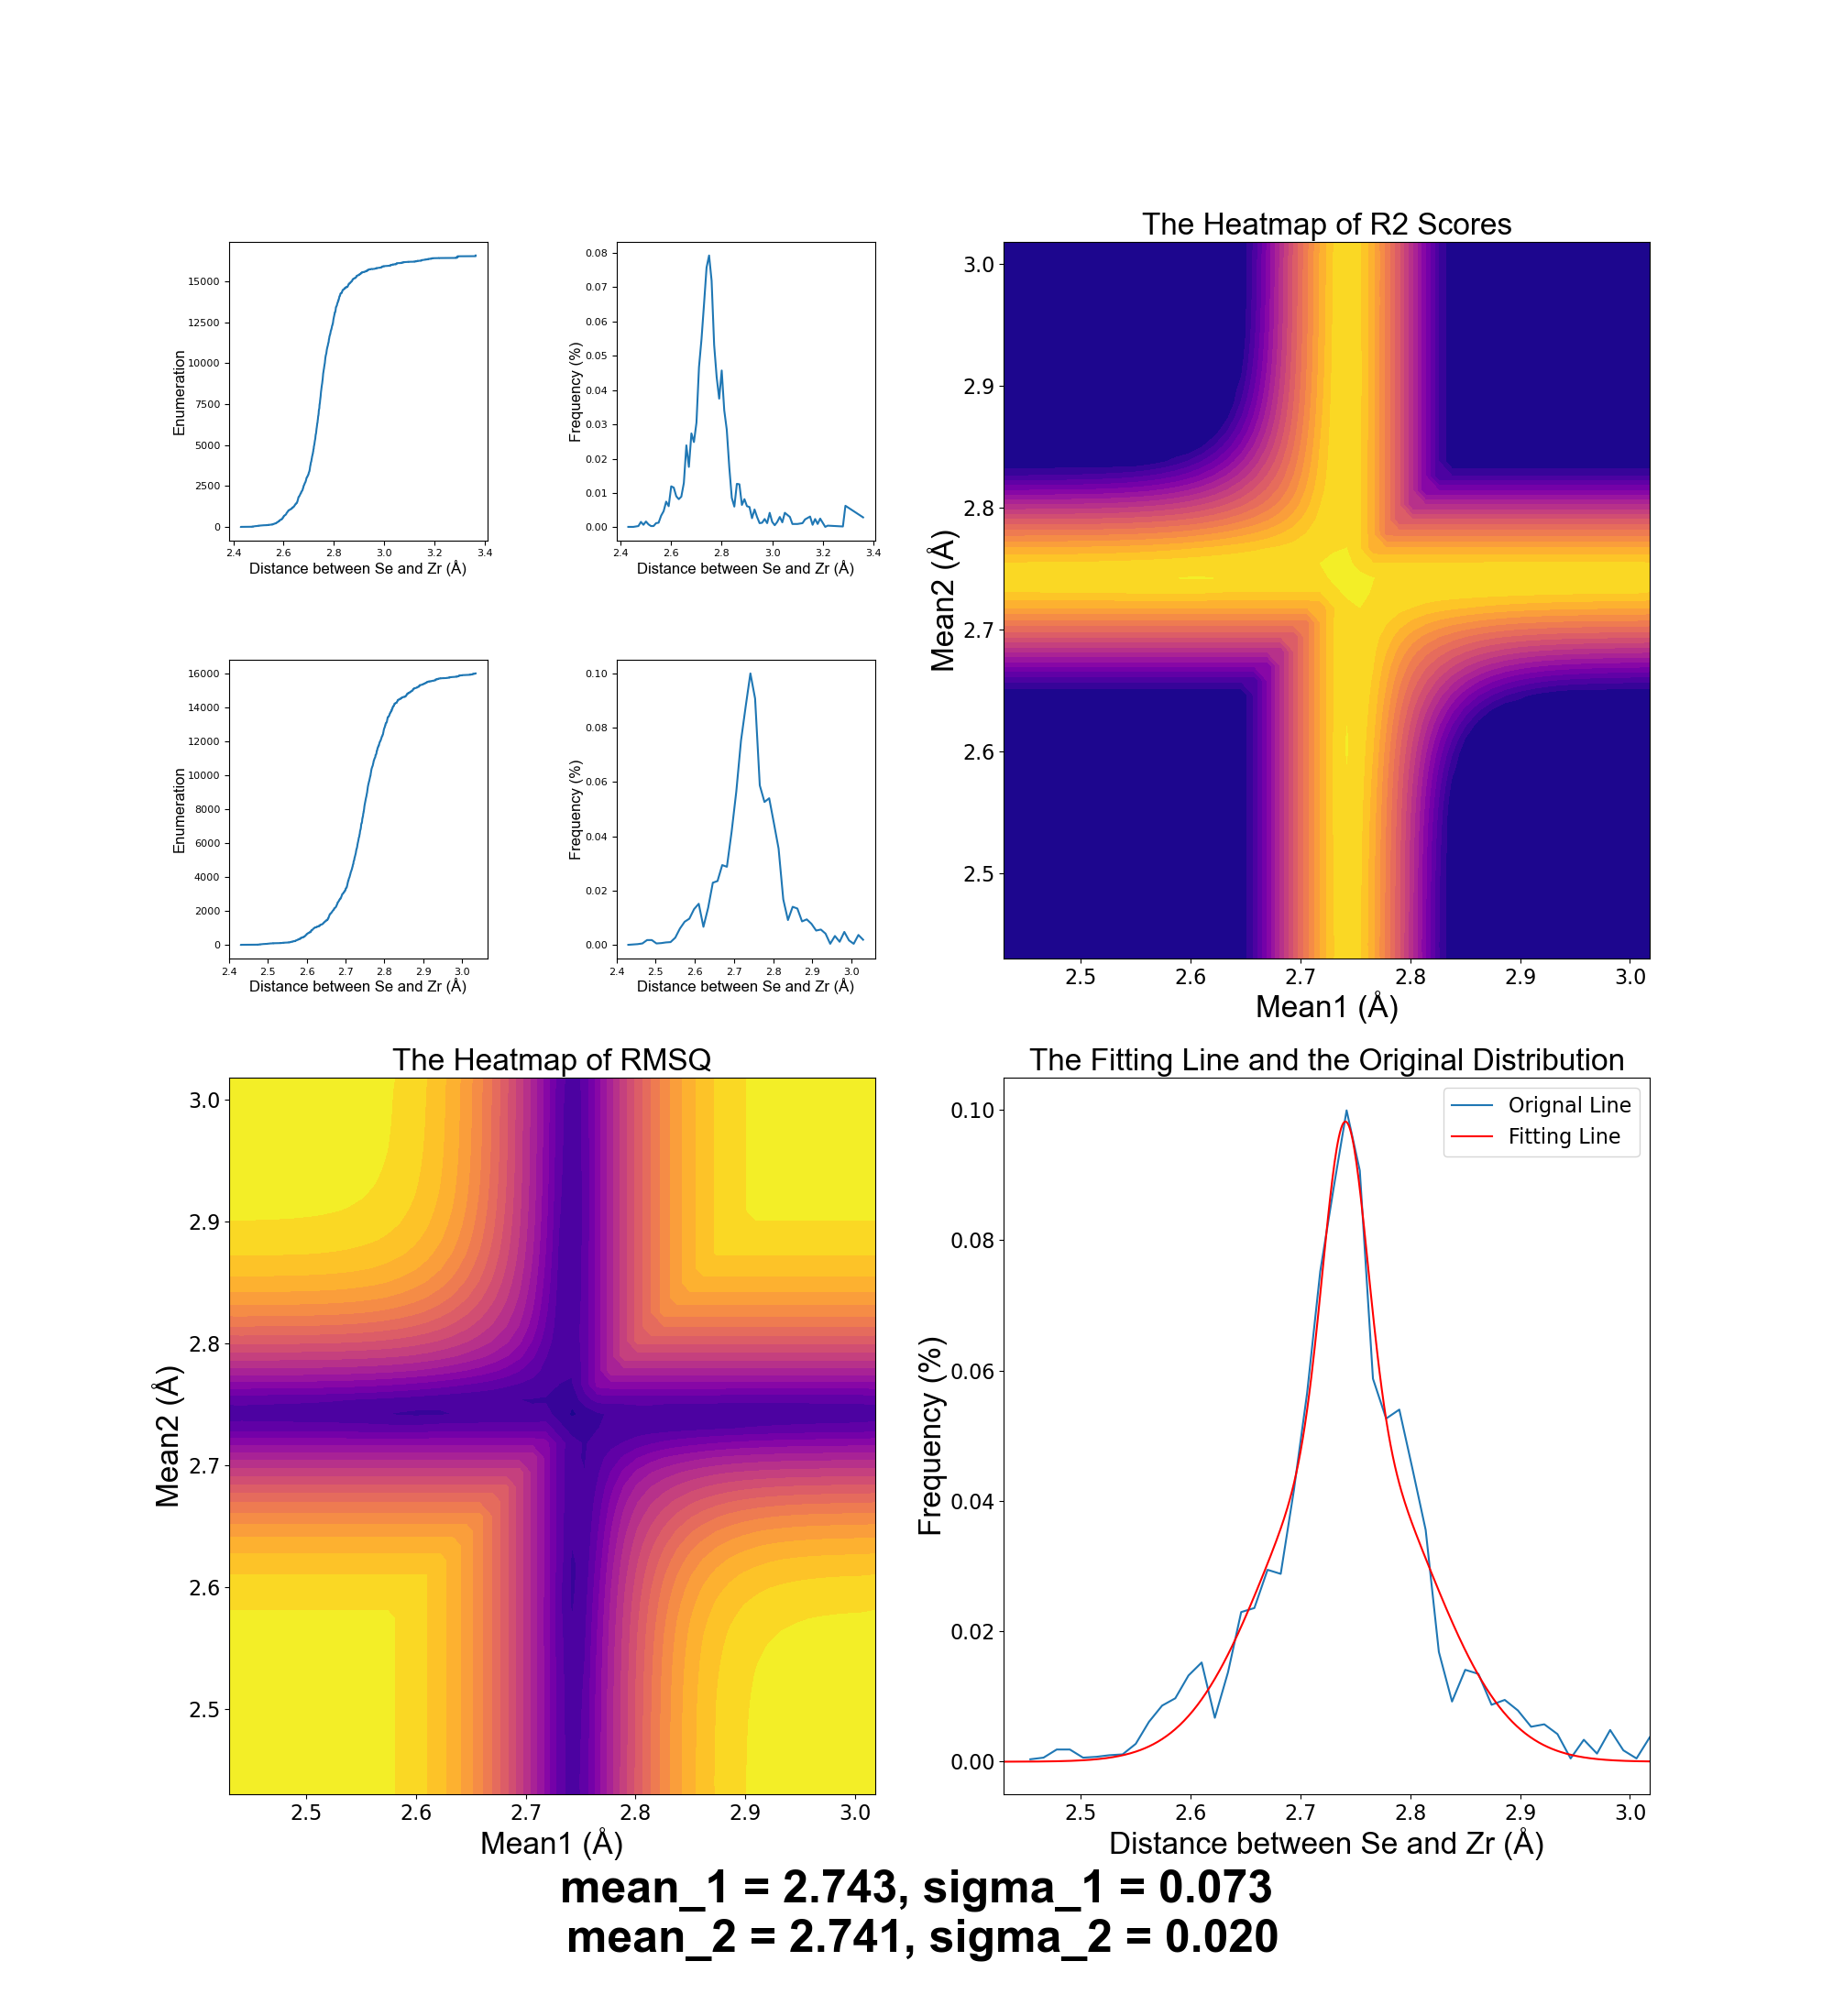 The Heatmap of R2 Scores
15000
12500
10000
7500
5000
2500
0
Enumeration
2.4 2.6 2.8 3.0 3.2 3.4
Distance between Se and Zr (Å)
0.08
0.07
0.06
0.05
0.04
0.03
0.02
0.01
0.00
Frequency (%)
2.4 2.6 2.8 3.0 3.2 3.4
Distance between Se and Zr (Å)
3.0
2.9
2.8
2.7
2.6
2.5
Mean2 (Å)
2.5 2.6 2.7 2.8 2.9 3.0
Mean1 (Å)
16000
14000
12000
10000
8000
6000
4000
2000
0
Enumeration
2.4 2.5 2.6 2.7 2.8 2.9 3.0
Distance between Se and Zr (Å)
0.10
0.08
0.06
0.04
0.02
0.00
Frequency (%)
2.4 2.5 2.6 2.7 2.8 2.9 3.0
Distance between Se and Zr (Å)
The Heatmap of RMSQ
3.0
2.9
2.8
2.7
2.6
2.5
Mean2 (Å)
2.5 2.6 2.7 2.8 2.9 3.0
Mean1 (Å)
The Fitting Line and the Original Distribution
Orignal Line
Fitting Line
0.10
0.08
0.06
0.04
0.02
0.00
Frequency (%)
2.5 2.6 2.7 2.8 2.9 3.0
Distance between Se and Zr (Å)
mean_1 = 2.743, sigma_1 = 0.073
mean_2 = 2.741, sigma_2 = 0.020